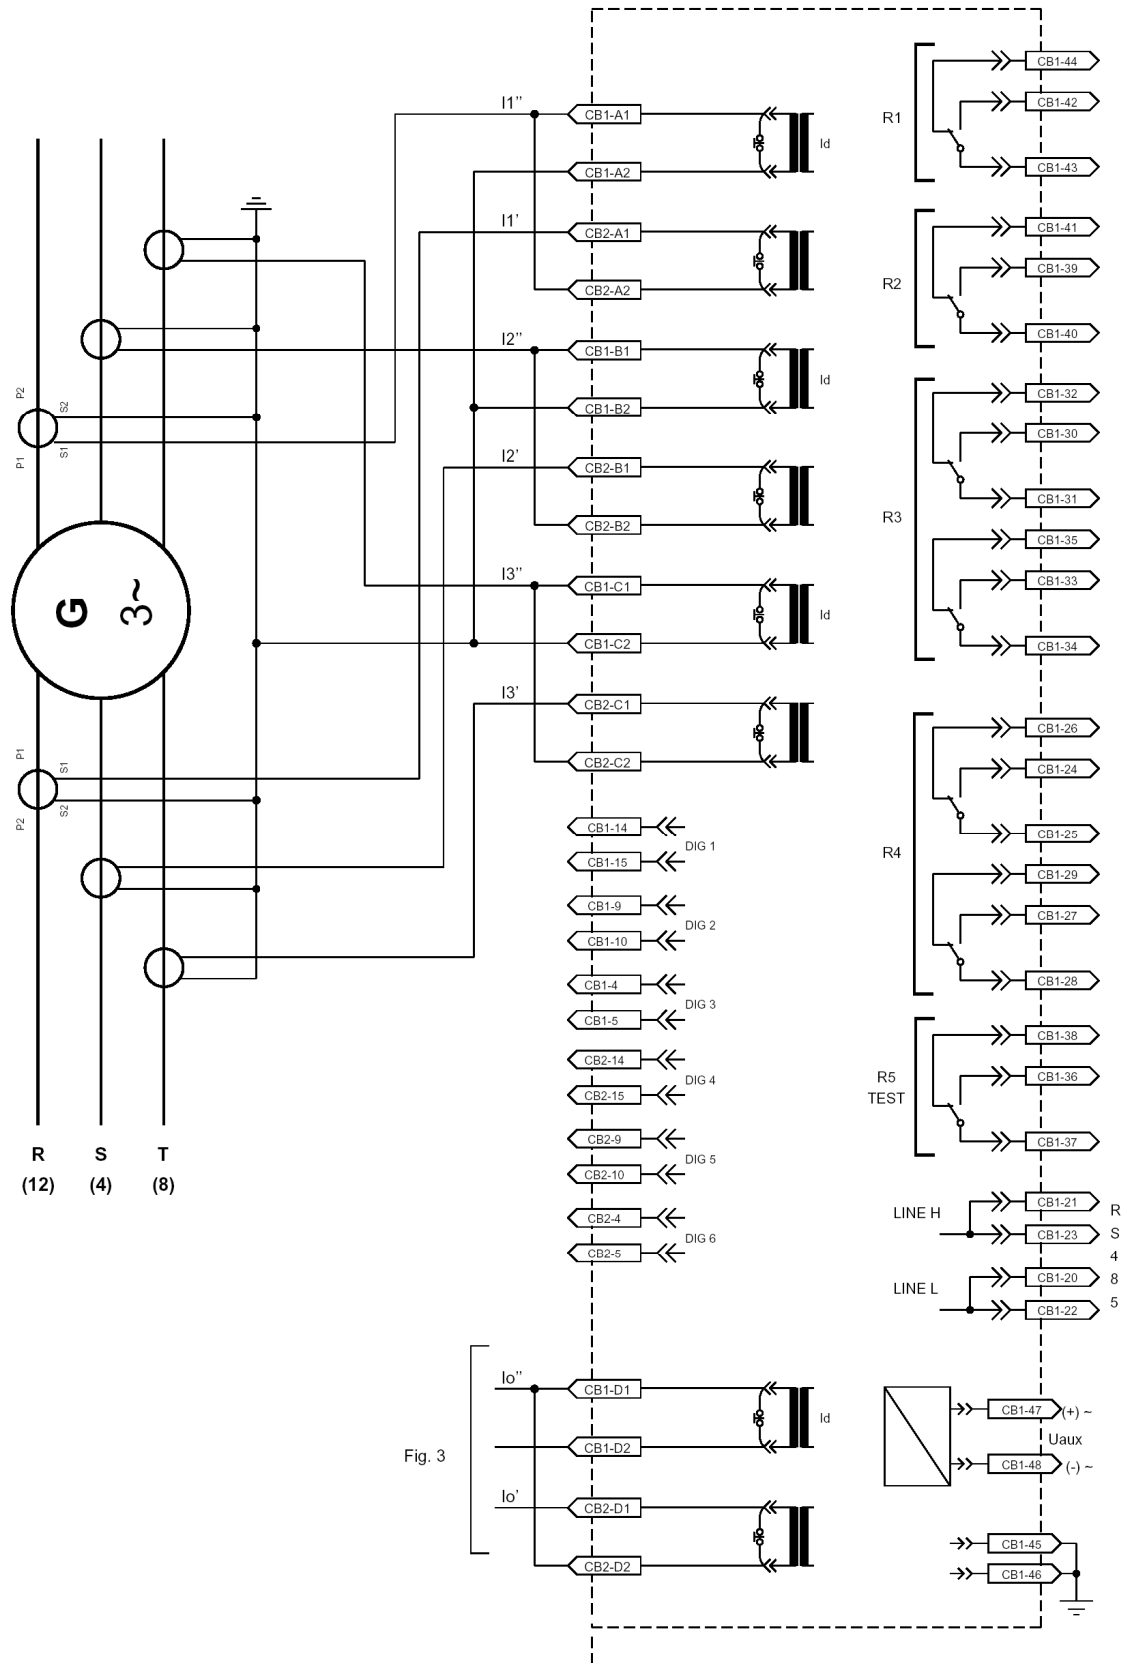 I1”
CB1-A1
CB1-A2
Id
I1’
CB2-A1
CB2-A2
I2”
CB1-B1
CB1-B2
Id
I2’
CB2-B1
CB2-B2
I3”
CB1-C1
CB1-C2
Id
I3’
CB2-C1
CB2-C2
P2
S2
P1
S1
G
3~
P1
S1
P2
S2
R
(12)
S
(4)
T
(8)
CB1-14
DIG 1
CB1-15
CB1-9
DIG 2
CB1-10
CB1-4
DIG 3
CB1-5
CB2-14
DIG 4
CB2-15
CB2-9
DIG 5
CB2-10
CB2-4
DIG 6
CB2-5
Fig. 3
Io”
CB1-D1
CB1-D2
Id
Io’
CB2-D1
CB2-D2
R1
CB1-44
CB1-42
CB1-43
R2
CB1-41
CB1-39
CB1-40
R3
CB1-32
CB1-30
CB1-31
CB1-35
CB1-33
CB1-34
R4
CB1-26
CB1-24
CB1-25
CB1-29
CB1-27
CB1-28
R5
TEST
CB1-38
CB1-36
CB1-37
LINE H
CB1-21
CB1-23
LINE L
CB1-20
CB1-22
R
S
4
8
5
CB1-47 (+) ~
Uaux
CB1-48 (-) ~
CB1-45
CB1-46